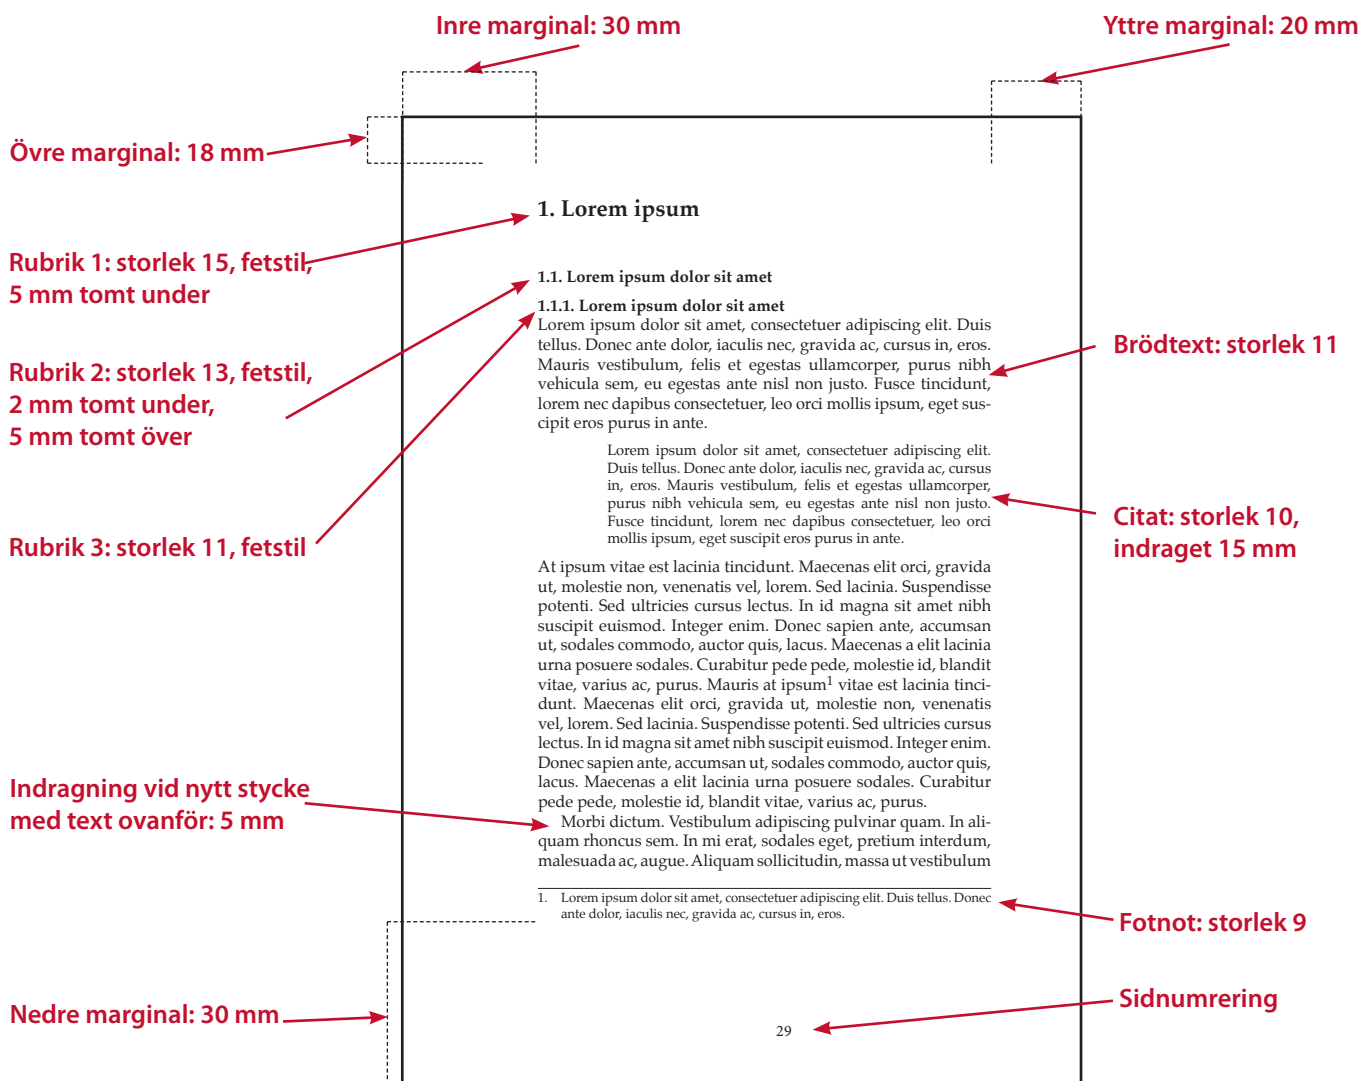 Inre marginal: 30 mm
Yttre marginal: 20 mm
Övre marginal: 18 mm
Rubrik 1: storlek 15, fetstil,
5 mm tomt under
Rubrik 2: storlek 13, fetstil,
2 mm tomt under,
5 mm tomt över
Rubrik 3: storlek 11, fetstil
Indragning vid nytt stycke
med text ovanför: 5 mm
Nedre marginal: 30 mm
1. Lorem ipsum
1.1. Lorem ipsum dolor sit amet
1.1.1. Lorem ipsum dolor sit amet
Lorem ipsum dolor sit amet, consectetuer adipiscing elit. Duis
tellus. Donec ante dolor, iaculis nec, gravida ac, cursus in, eros.
Mauris vestibulum, felis et egestas ullamcorper, purus nibh
vehicula sem, eu egestas ante nisl non justo. Fusce tincidunt,
lorem nec dapibus consectetuer, leo orci mollis ipsum, eget sus-
cipit eros purus in ante.
Lorem ipsum dolor sit amet, consectetuer adipiscing elit.
Duis tellus. Donec ante dolor, iaculis nec, gravida ac, cursus
in, eros. Mauris vestibulum, felis et egestas ullamcorper,
purus nibh vehicula sem, eu egestas ante nisl non justo.
Fusce tincidunt, lorem nec dapibus consectetuer, leo orci
mollis ipsum, eget suscipit eros purus in ante.
At ipsum vitae est lacinia tincidunt. Maecenas elit orci, gravida
ut, molestie non, venenatis vel, lorem. Sed lacinia. Suspendisse
potenti. Sed ultricies cursus lectus. In id magna sit amet nibh
suscipit euismod. Integer enim. Donec sapien ante, accumsan
ut, sodales commodo, auctor quis, lacus. Maecenas a elit lacinia
urna posuere sodales. Curabitur pede pede, molestie id, blandit
vitae, varius ac, purus. Mauris at ipsum1 vitae est lacinia tinci-
dunt. Maecenas elit orci, gravida ut, molestie non, venenatis
vel, lorem. Sed lacinia. Suspendisse potenti. Sed ultricies cursus
lectus. In id magna sit amet nibh suscipit euismod. Integer enim.
Donec sapien ante, accumsan ut, sodales commodo, auctor quis,
lacus. Maecenas a elit lacinia urna posuere sodales. Curabitur
pede pede, molestie id, blandit vitae, varius ac, purus.
Morbi dictum. Vestibulum adipiscing pulvinar quam. In ali-
quam rhoncus sem. In mi erat, sodales eget, pretium interdum,
malesuada ac, augue. Aliquam sollicitudin, massa ut vestibulum
1. Lorem ipsum dolor sit amet, consectetuer adipiscing elit. Duis tellus. Donec
ante dolor, iaculis nec, gravida ac, cursus in, eros.
29
Brödtext: storlek 11
Citat: storlek 10,
indraget 15 mm
Fotnot: storlek 9
Sidnumrering